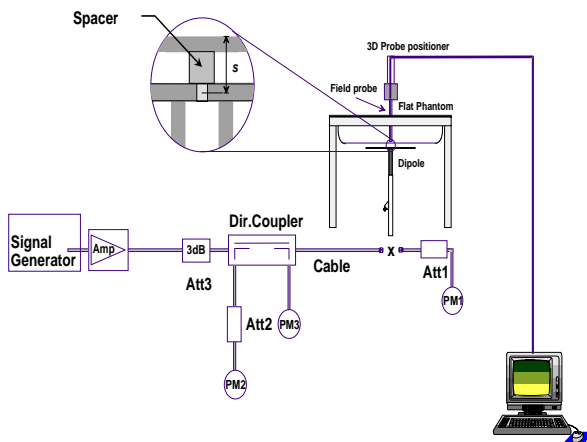 Spacer
s
3D Probe positioner
Field probe
Flat Phantom
Dipole
Signal
Generator
Amp
3dB
Att3
Dir.Coupler
Cable
x
Att1
PM1
Att2
PM3
PM2